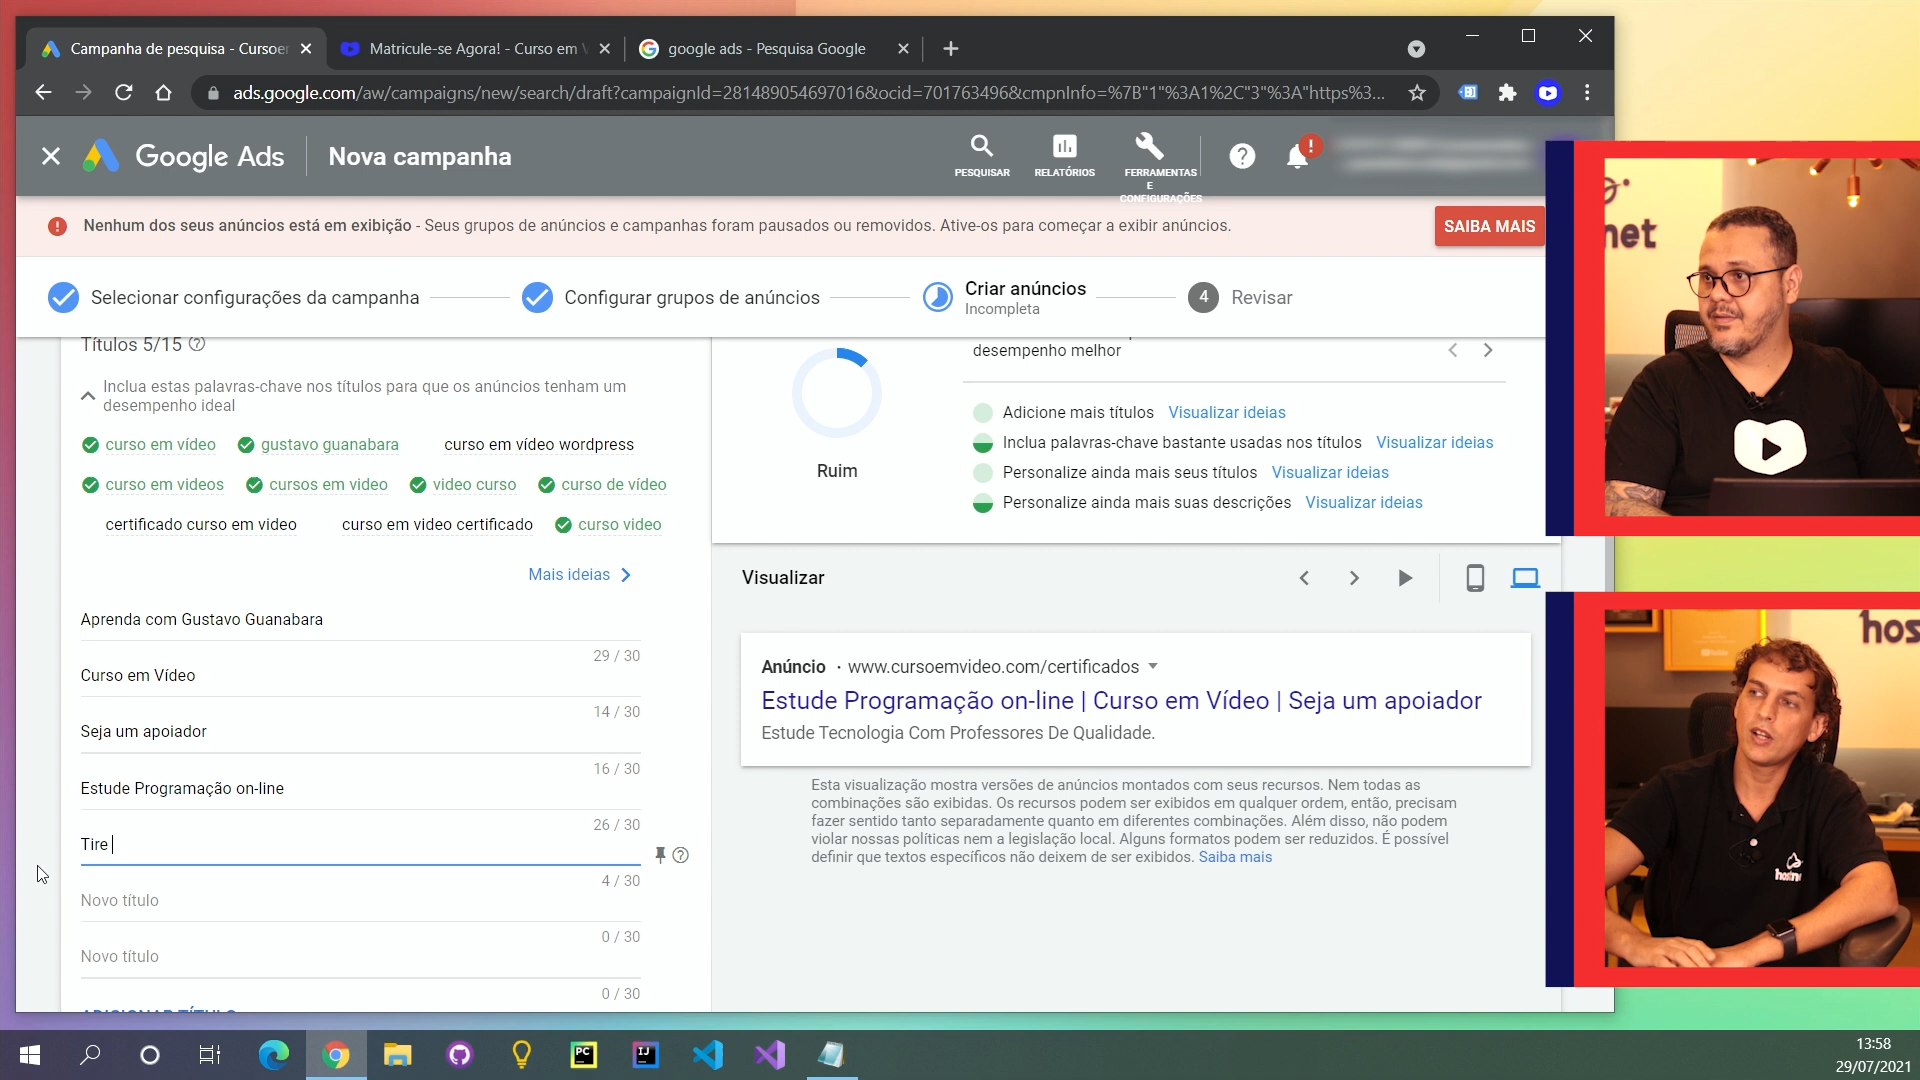 Campanha de pesquisa - Cursoe
Matricule-se Agora! - Curso em V
google ads - Pesquisa Google
ads.google.com/aw/campaigns/new/search/draft?campaignId=281489054697016&ocid=701763496&cmpnInfo=%7B"1"%3A1%2C"3"%3A"https%3...
Google Ads
Nova campanha
PESQUISAR
RELATÓRIOS
FERRAMENTAS
E
CONFIGURAÇÕES
Nenhum dos seus anúncios está em exibição - Seus grupos de anúncios e campanhas foram pausados ou removidos. Ative-os para começar a exibir anúncios.
SAIBA MAIS
Selecionar configurações da campanha
Configurar grupos de anúncios
Criar anúncios
Incompleta
4
Revisar
Títulos 5/15
Inclua estas palavras-chave nos títulos para que os anúncios tenham um
desempenho ideal
curso em vídeo
gustavo guanabara
curso em vídeo wordpress
curso em videos
cursos em video
video curso
curso de vídeo
certificado curso em video
curso em video certificado
curso video
Mais ideias
Aprenda com Gustavo Guanabara
29 / 30
Curso em Vídeo
14 / 30
Seja um apoiador
16 / 30
Estude Programação on-line
26 / 30
Tire
4 / 30
Novo título
0 / 30
Novo título
0 / 30
ADICIONAR TÍTULO
desempenho melhor
Ruim
Adicione mais títulos Visualizar ideias
Inclua palavras-chave bastante usadas nos títulos Visualizar ideias
Personalize ainda mais seus títulos Visualizar ideias
Personalize ainda mais suas descrições Visualizar ideias
Visualizar
Anúncio · www.cursoemvideo.com/certificados
Estude Programação on-line | Curso em Vídeo | Seja um apoiador
Estude Tecnologia Com Professores De Qualidade.
Esta visualização mostra versões de anúncios montados com seus recursos. Nem todas as
combinações são exibidas. Os recursos podem ser exibidos em qualquer ordem, então, precisam
fazer sentido tanto separadamente quanto em diferentes combinações. Além disso, não podem
violar nossas políticas nem a legislação local. Alguns formatos podem ser reduzidos. É possível
definir que textos específicos não deixem de ser exibidos. Saiba mais
net
hos
hostne
PC
IJ
13:58
29/07/2021